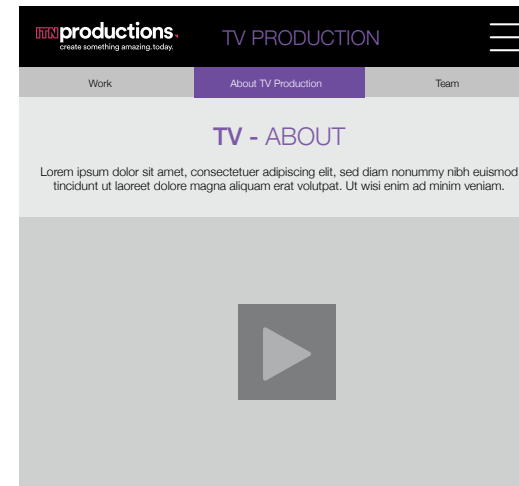 ITN productions.
create something amazing.today.
TV PRODUCTION
Work
About TV Production
Team
TV - ABOUT
Lorem ipsum dolor sit amet, consectetuer adipiscing elit, sed diam nonummy nibh euismod
tincidunt ut laoreet dolore magna aliquam erat volutpat. Ut wisi enim ad minim veniam.